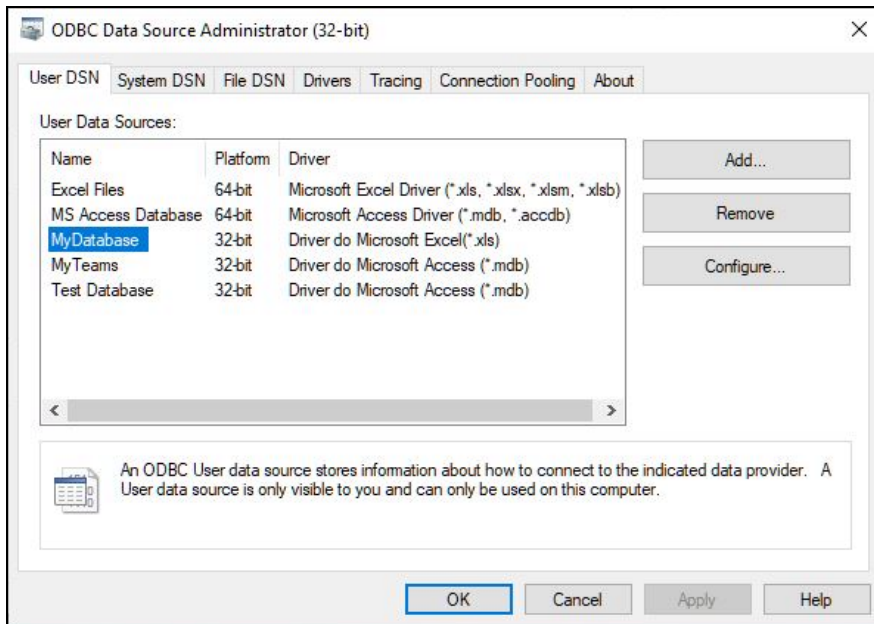 ODBC Data Source Administrator (32-bit)
User DSN System DSN File DSN Drivers Tracing Connection Pooling About
User Data Sources:
Name Platform Driver
Excel Files 64-bit Microsoft Excel Driver (*.xls, *.xlsx, *.xlsm, *.xlsb)
MS Access Database 64-bit Microsoft Access Driver (*.mdb, *.accdb)
MyDatabase 32-bit Driver do Microsoft Excel(*.xls)
MyTeams 32-bit Driver do Microsoft Access (*.mdb)
Test Database 32-bit Driver do Microsoft Access (*.mdb)
Add...
Remove
Configure...
An ODBC User data source stores information about how to connect to the indicated data provider. A
User data source is only visible to you and can only be used on this computer.
OK Cancel Apply Help